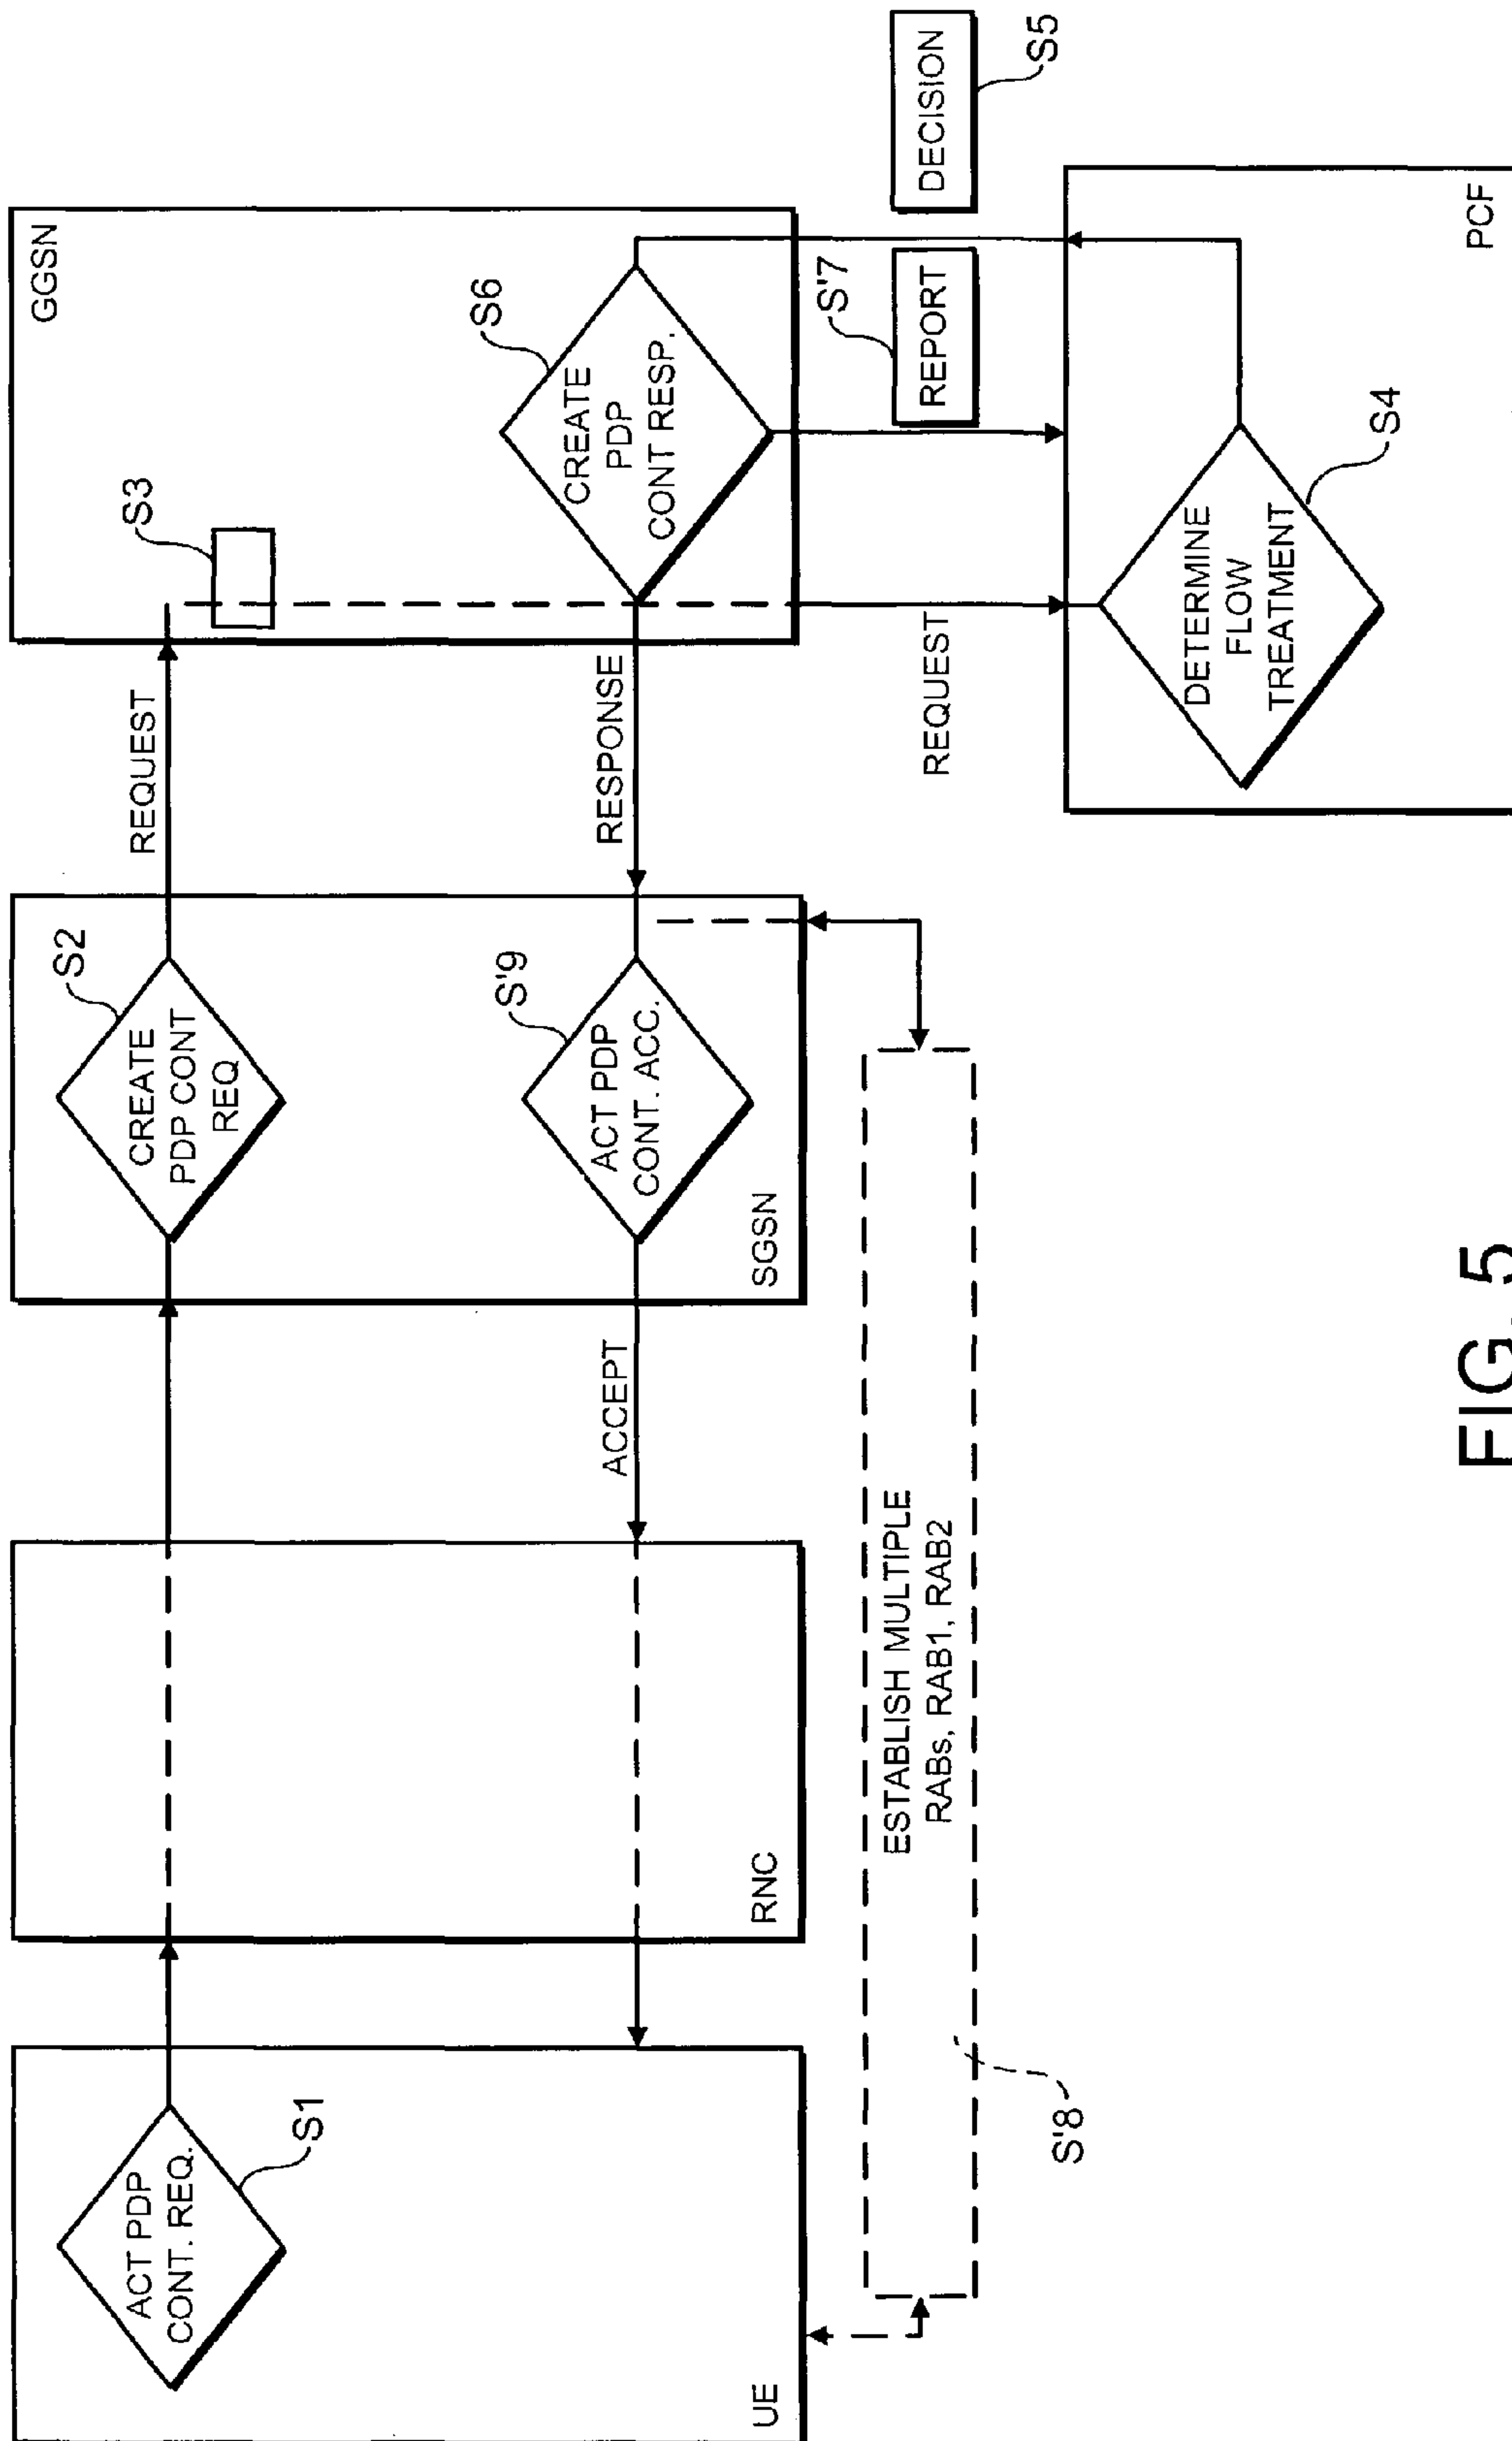 UE
ACT PDP
CONT. REQ.
S1
RNC
SGSN
CREATE
PDP CONT
REQ
S2
REQUEST
ACT PDP
CONT. ACC.
S'9
ACCEPT
RESPONSE
GGSN
S3
CREATE
PDP
CONT RESP.
S6
ESTABLISH MULTIPLE
RABs, RAB1, RAB2
S'8
REQUEST
REPORT
S'7
DECISION
S5
DETERMINE
FLOW
TREATMENT
S4
PCF
FIG. 5